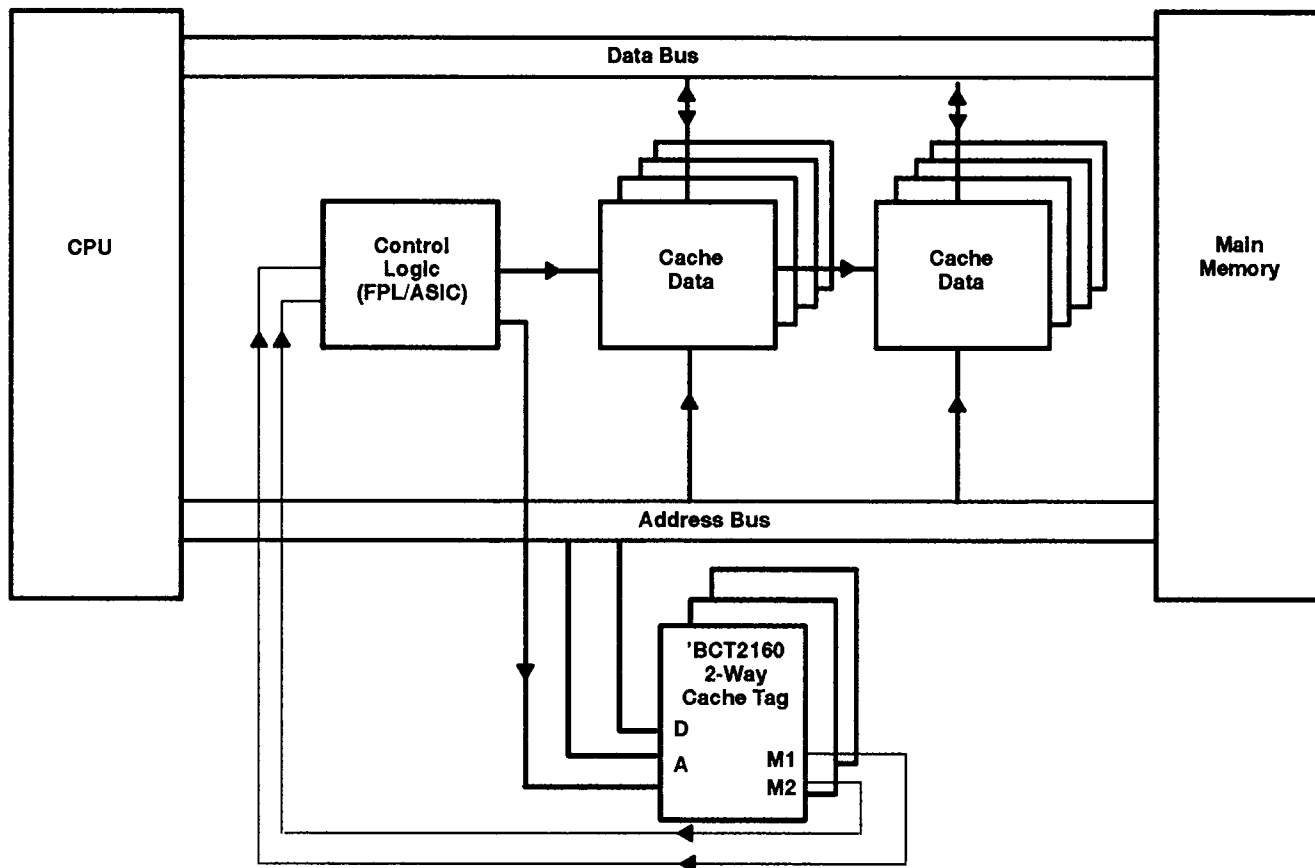 Data Bus
CPU
Control
Logic
(FPL/ASIC)
Cache
Data
Cache
Data
Main
Memory
Address Bus
'BCT2160
2-Way
Cache Tag
D
A
M1
M2